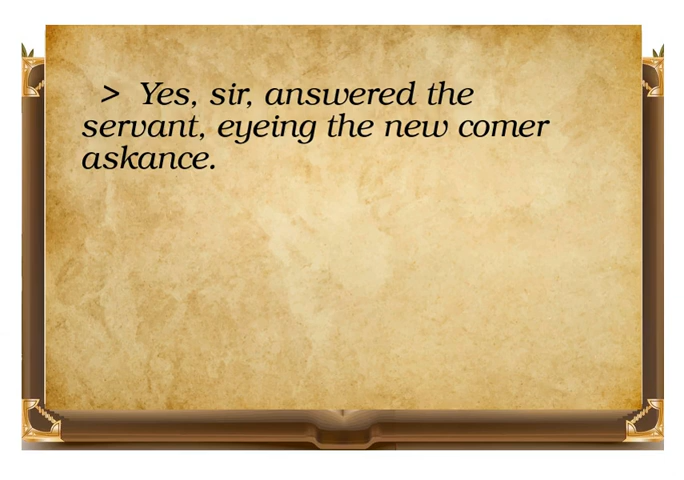 > Yes, sir, answered the
servant, eyeing the new comer
askance.